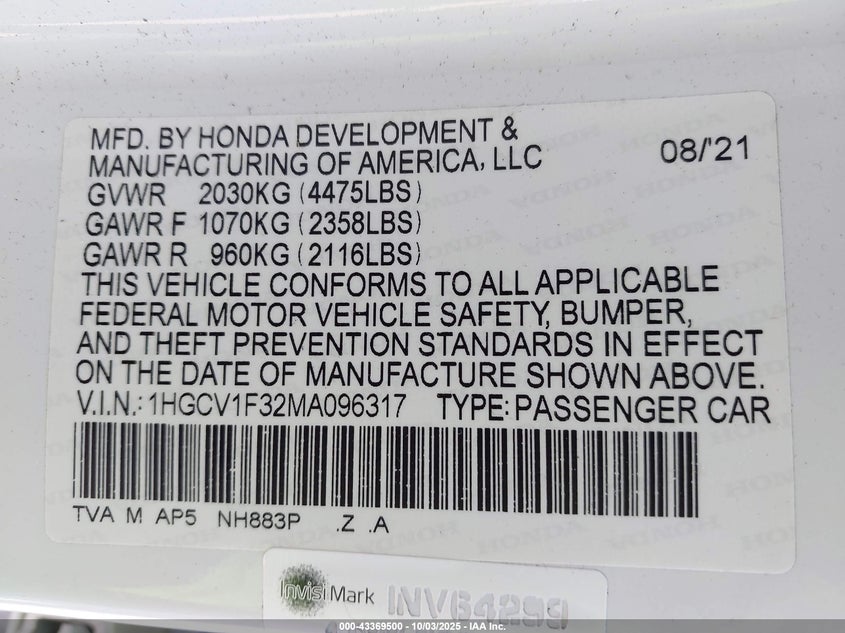 MFD. BY HONDA DEVELOPMENT &
MANUFACTURING OF AMERICA, LLC 08/'21
GVWR 2030KG (4475LBS)
GAWR F 1070KG (2358LBS)
GAWR R 960KG (2116LBS)
THIS VEHICLE CONFORMS TO ALL APPLICABLE
FEDERAL MOTOR VEHICLE SAFETY, BUMPER,
AND THEFT PREVENTION STANDARDS IN EFFECT
ON THE DATE OF MANUFACTURE SHOWN ABOVE.
V.I.N.: 1HGCV1F32MA096317 TYPE: PASSENGER CAR
TVA M AP5 NH883P .Z .A
InvisiMark INV64299
000-43369500 - 10/03/2025 - IAA Inc.